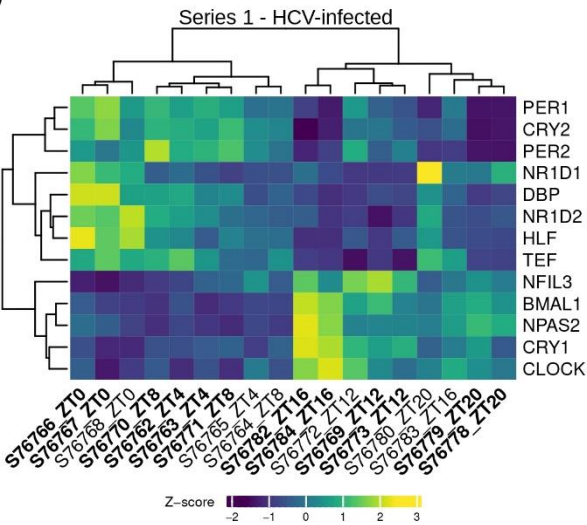 Series 1 - HCV-infected
PER1
CRY2
PER2
NR1D1
DBP
NR1D2
HLF
TEF
NFIL3
BMAL1
NPAS2
CRY1
CLOCK
S76766_ZT0
S76767_ZT0
S76768_ZT0
S76770_ZT8
S76762_ZT4
S76763_ZT4
S76771_ZT8
S76765_ZT4
S76764_ZT8
S76782_ZT16
S76784_ZT16
S76772_ZT12
S76769_ZT12
S76773_ZT12
S76780_ZT20
S76783_ZT16
S76779_ZT20
S76778_ZT20
Z-score
-2 -1 0 1 2 3